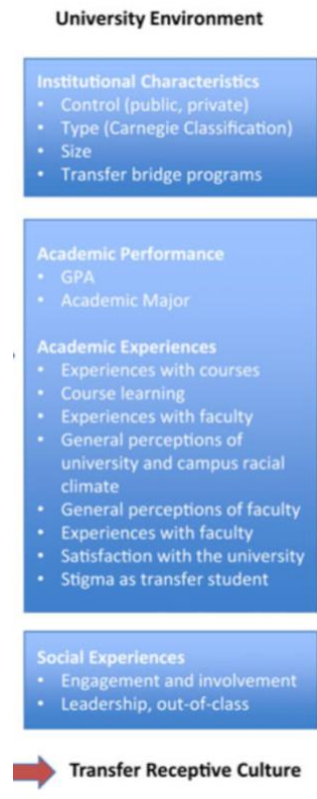 University Environment
Institutional Characteristics
• Control (public, private)
• Type (Carnegie Classification)
• Size
• Transfer bridge programs
Academic Performance
• GPA
• Academic Major
Academic Experiences
• Experiences with courses
• Course learning
• Experiences with faculty
• General perceptions of
university and campus racial
climate
• General perceptions of faculty
• Experiences with faculty
• Satisfaction with the university
• Stigma as transfer student
Social Experiences
• Engagement and involvement
• Leadership, out-of-class
Transfer Receptive Culture